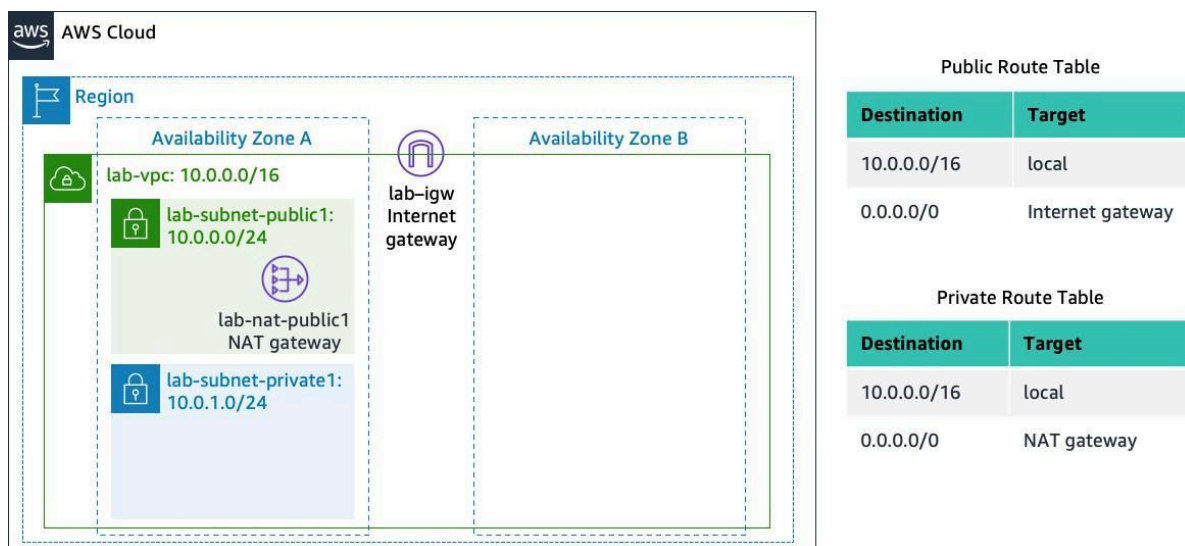 aws
AWS Cloud
Region
Availability Zone A
Availability Zone B
lab-vpc: 10.0.0.0/16
lab-subnet-public1:
10.0.0.0/24
lab-nat-public1
NAT gateway
lab-subnet-private1:
10.0.1.0/24
lab–igw
Internet
gateway
Public Route Table
Destination Target
10.0.0.0/16 local
0.0.0.0/0 Internet gateway
Private Route Table
Destination Target
10.0.0.0/16 local
0.0.0.0/0 NAT gateway